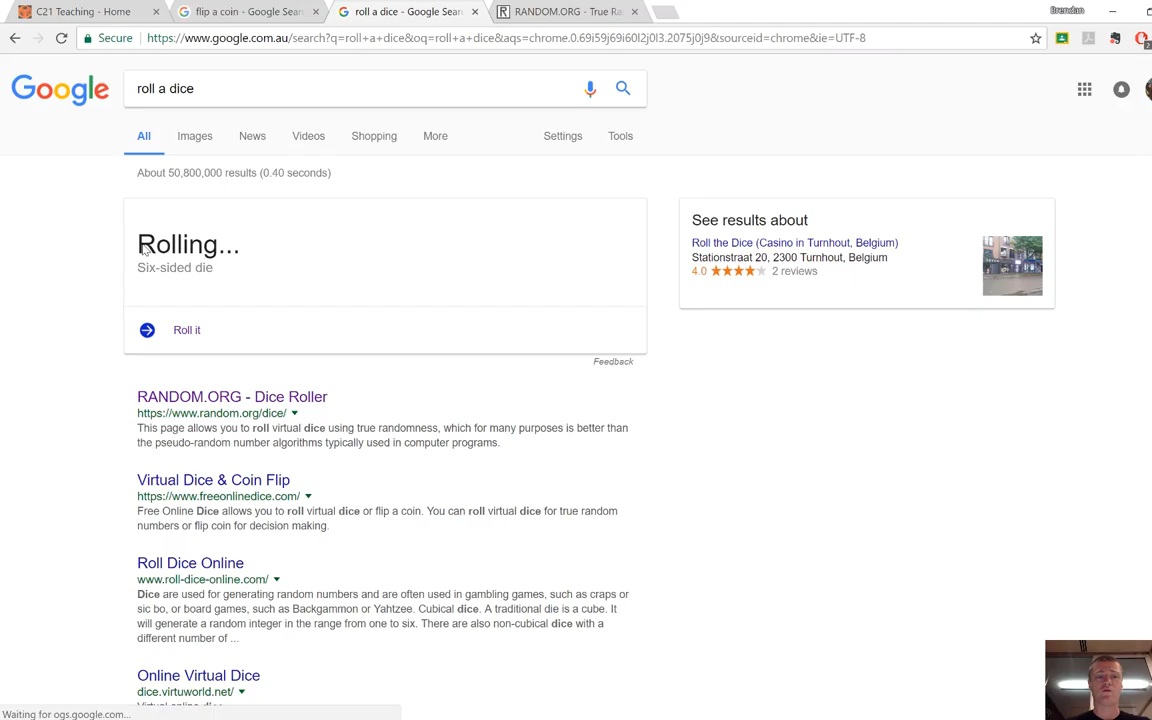 C21 Teaching - Home
flip a coin - Google Sear
roll a dice - Google Searc
RANDOM.ORG - True Ra
Brendan
Secure
https://www.google.com.au/search?q=roll+a+dice&oq=roll+a+dice&aqs=chrome.0.69i59j69i60l2j0l3.2075j0j9&sourceid=chrome&ie=UTF-8
Google
roll a dice
All Images News Videos Shopping More Settings Tools
About 50,800,000 results (0.40 seconds)
Rolling...
Six-sided die
Roll it
Feedback
See results about
Roll the Dice (Casino in Turnhout, Belgium)
Stationstraat 20, 2300 Turnhout, Belgium
4.0 ★★★★★ 2 reviews
RANDOM.ORG - Dice Roller
https://www.random.org/dice/
This page allows you to roll virtual dice using true randomness, which for many purposes is better than
the pseudo-random number algorithms typically used in computer programs.
Virtual Dice & Coin Flip
https://www.freeonlinedice.com/
Free Online Dice allows you to roll virtual dice or flip a coin. You can roll virtual dice for true random
numbers or flip coin for decision making.
Roll Dice Online
www.roll-dice-online.com/
Dice are used for generating random numbers and are often used in gambling games, such as craps or
sic bo, or board games, such as Backgammon or Yahtzee. Cubical dice. A traditional die is a cube. It
will generate a random integer in the range from one to six. There are also non-cubical dice with a
different number of ...
Online Virtual Dice
dice.virtuworld.net/
Waiting for ogs.google.com...